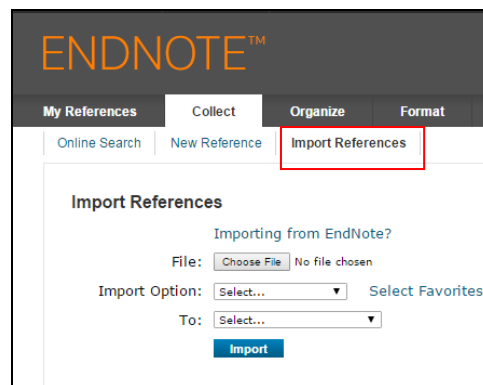 ENDNOTE™
My References Collect Organize Format
Online Search New Reference Import References
Import References
Importing from EndNote?
File: Choose File No file chosen
Import Option: Select... Select Favorites
To: Select...
Import